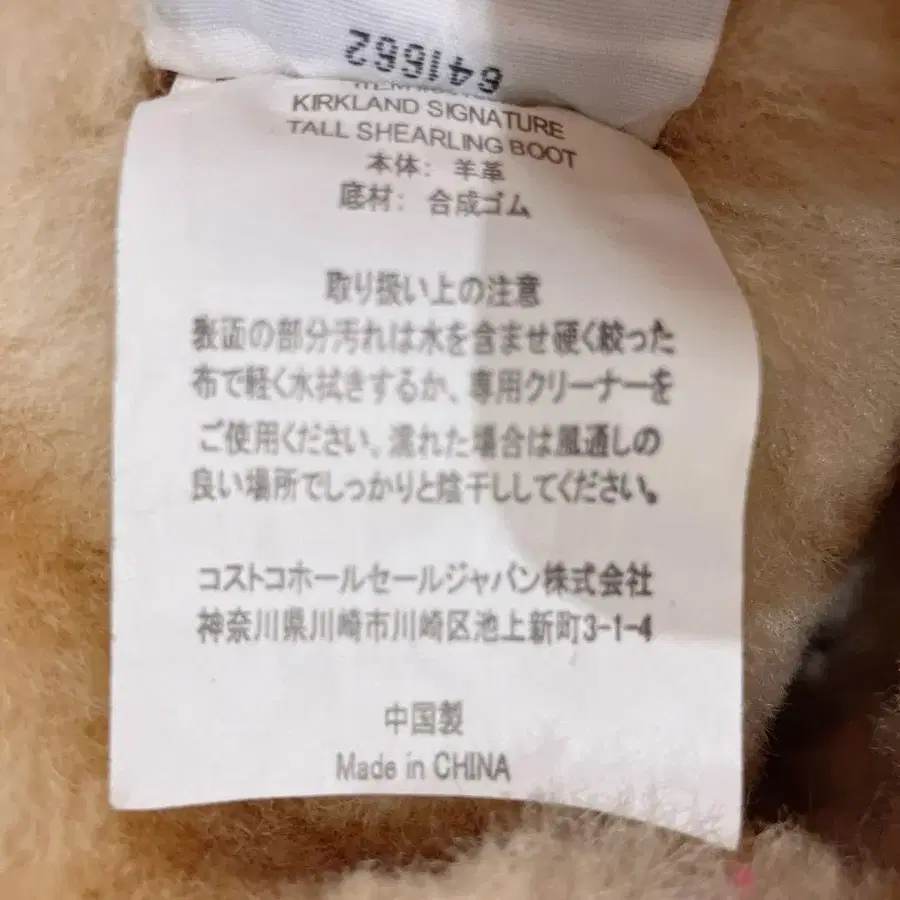 641662
KIRKLAND SIGNATURE
TALL SHEARLING BOOT
本体: 羊革
底材: 合成ゴム
取り扱い上の注意
表面の部分汚れは水を含ませ硬く絞った
布で軽く水拭きするか、専用クリーナーを
ご使用ください。濡れた場合は風通しの
良い場所でしっかりと陰干ししてください。
コストコホールセールジャパン株式会社
神奈川県川崎市川崎区池上新町3-1-4
中国製
Made in CHINA